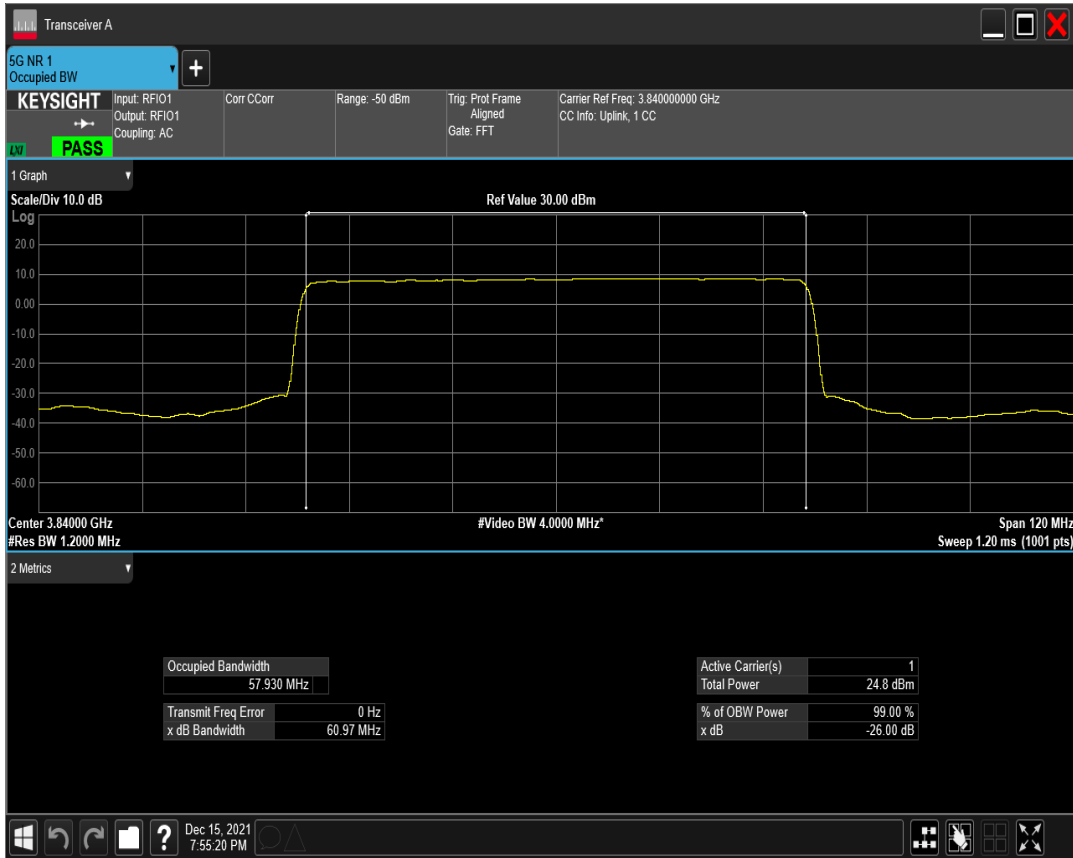 Transceiver A
5G NR 1
Occupied BW
KEYSIGHT
LXI
PASS
Input: RFIO1
Output: RFIO1
Coupling: AC
Corr CCorr
Range: -50 dBm
Trig: Prot Frame
Aligned
Gate: FFT
Carrier Ref Freq: 3.840000000 GHz
CC Info: Uplink, 1 CC
1 Graph
Scale/Div 10.0 dB
Ref Value 30.00 dBm
Log
20.0
10.0
0.00
-10.0
-20.0
-30.0
-40.0
-50.0
-60.0
Center 3.84000 GHz
#Video BW 4.0000 MHz*
Span 120 MHz
#Res BW 1.2000 MHz
Sweep 1.20 ms (1001 pts)
2 Metrics
Occupied Bandwidth
57.930 MHz
Transmit Freq Error 0 Hz
x dB Bandwidth 60.97 MHz
Active Carrier(s) 1
Total Power 24.8 dBm
% of OBW Power 99.00 %
x dB -26.00 dB
?
Dec 15, 2021
7:55:20 PM